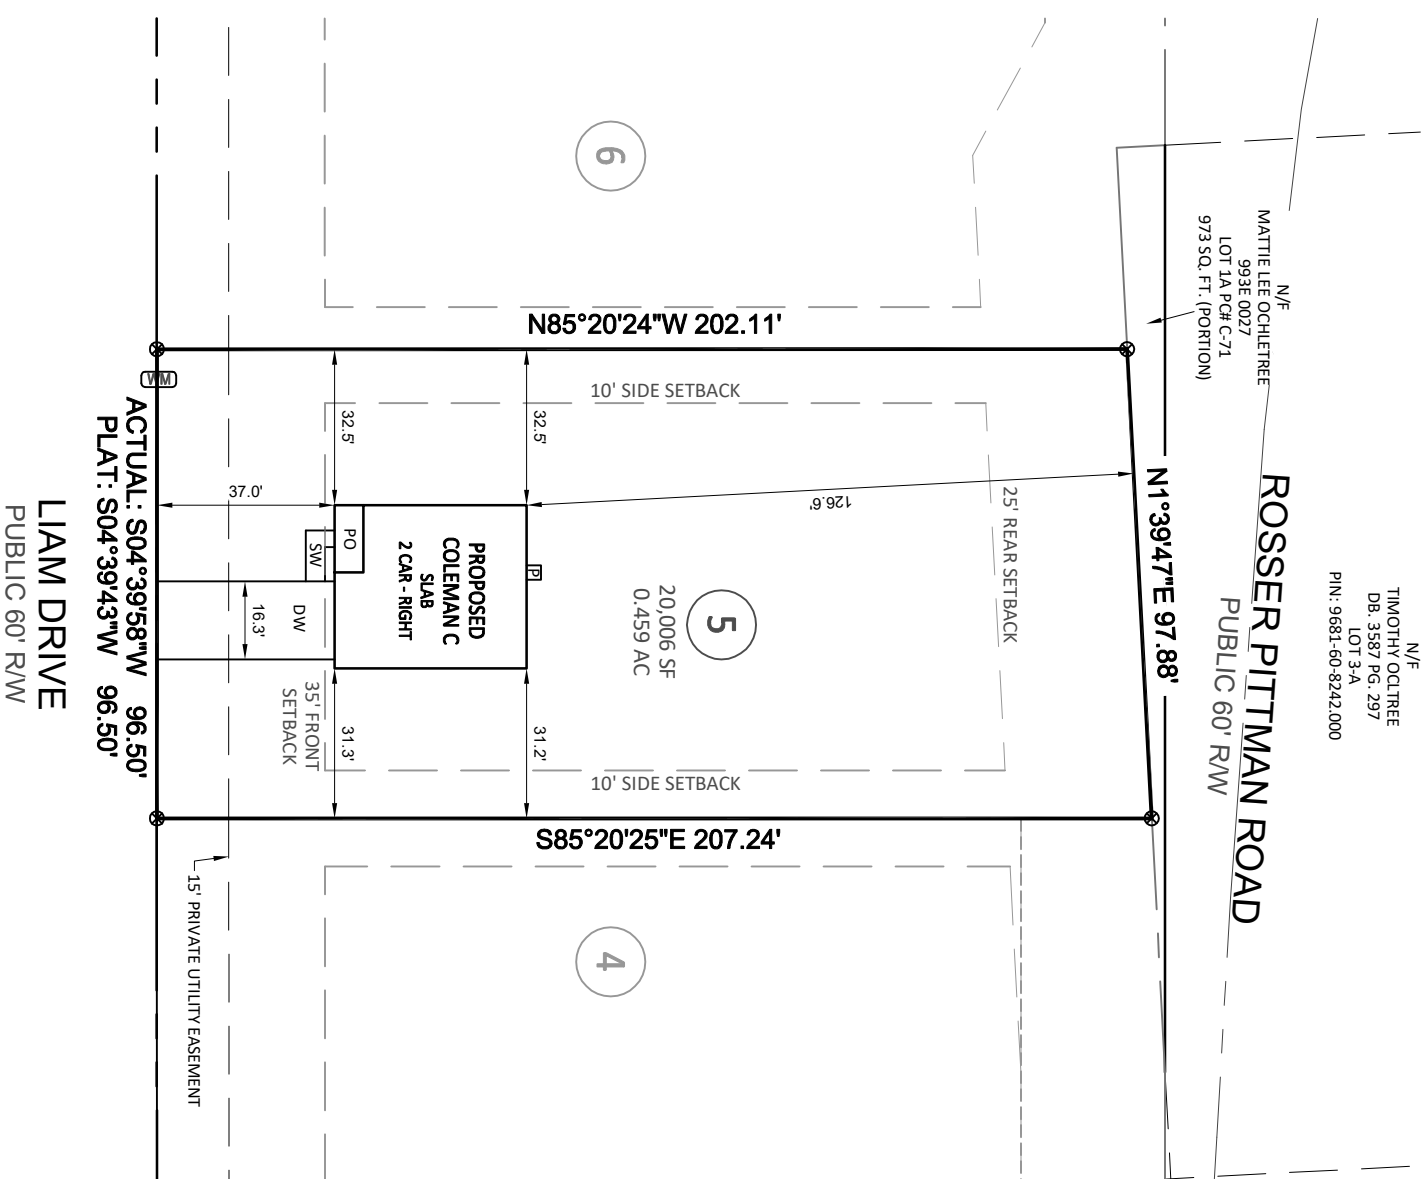 N/F
TIMOTHY OCLTREE
DB. 3587 PG. 297
LOT 3-A
PIN: 9681-60-8242.000
N/F
MATTIE LEE OCHLETREE
993E 0027
LOT 1A PC# C-71
973 SQ. FT. (PORTION)
ROSSER PITTMAN ROAD
PUBLIC 60' R/W
N1°39'47"E 97.88'
25' REAR SETBACK
126.6'
6
N85°20'24"W 202.11'
10' SIDE SETBACK
5
20,006 SF
0.459 AC
32.5'
32.5'
P
PROPOSED
COLEMAN C
SLAB
2 CAR - RIGHT
PO
SW
DW
16.3'
37.0'
31.2'
31.3'
35' FRONT
SETBACK
10' SIDE SETBACK
S85°20'25"E 207.24'
4
15' PRIVATE UTILITY EASEMENT
WM
ACTUAL: S04°39'58"W 96.50'
PLAT: S04°39'43"W 96.50'
LIAM DRIVE
PUBLIC 60' R/W